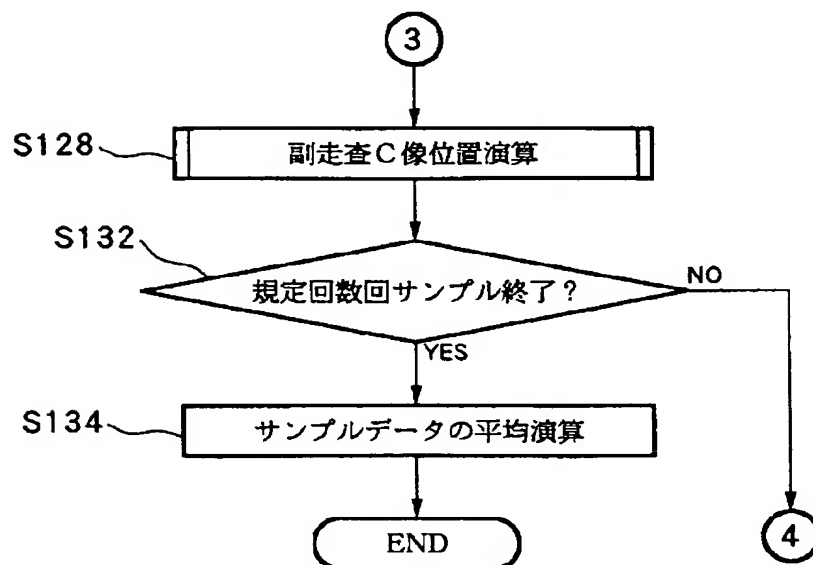 3
S128
副走査C像位置演算
S132
規定回数回サンプル終了？
NO
YES
S134
サンプルデータの平均演算
END
4